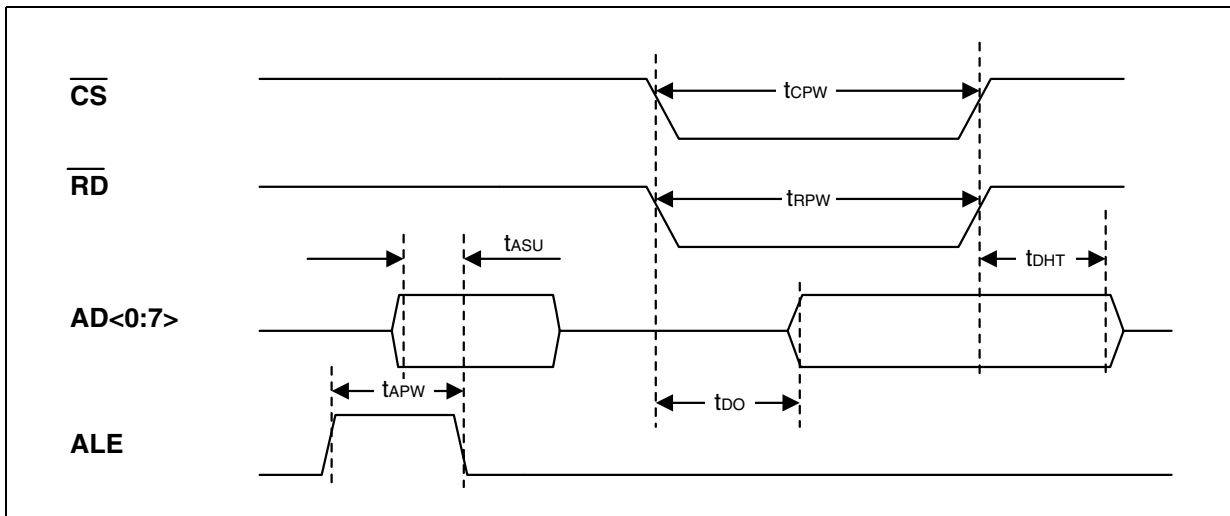 CS
tCPW
RD
tRPW
tASU
tDHT
AD<0:7>
tAPW
tDO
ALE